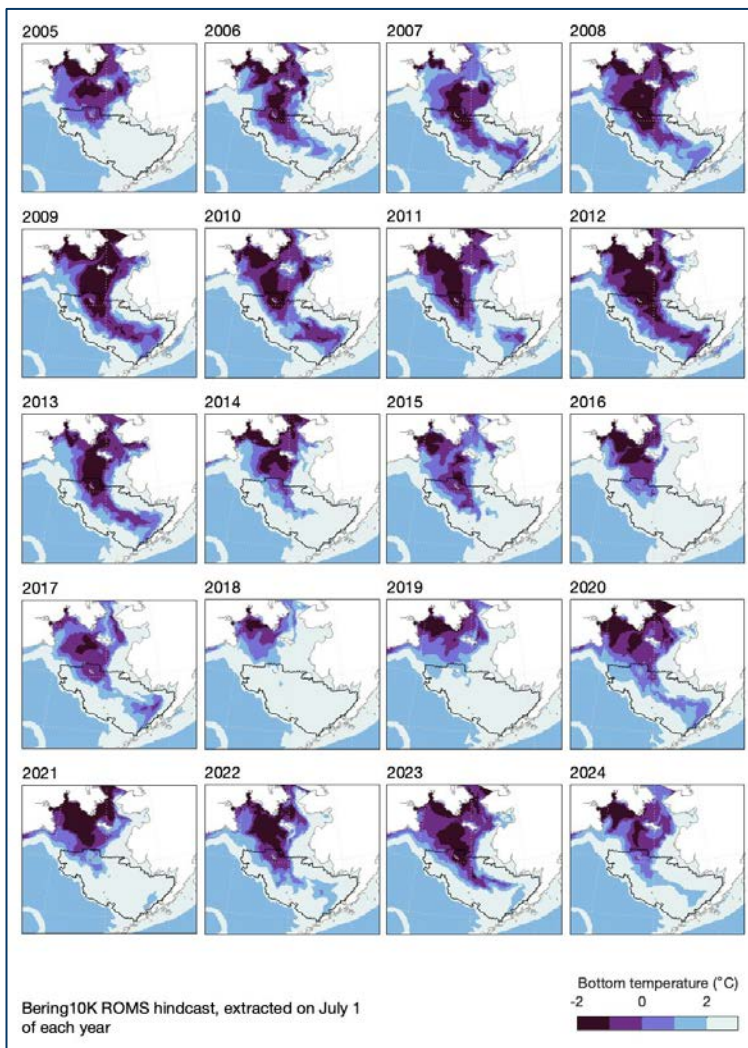 2005 2006 2007 2008
2009 2010 2011 2012
2013 2014 2015 2016
2017 2018 2019 2020
2021 2022 2023 2024
Bering10K ROMS hindcast, extracted on July 1
of each year
Bottom temperature (°C)
-2 0 2